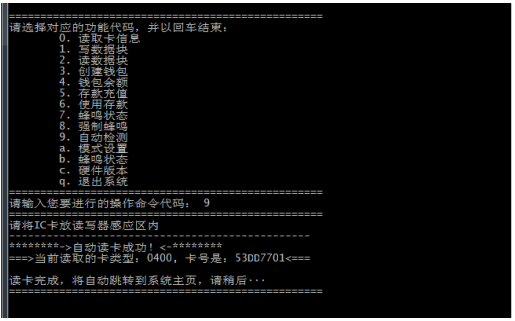 ==================================================
请选择对应的功能代码，并以回车结束：
0. 读取卡信息
1. 写数据块
2. 读数据块
3. 创建钱包
4. 钱包余额
5. 存款充值
6. 使用存款
7. 蜂鸣状态
8. 强制蜂鸣
9. 自动检测
a. 模式设置
b. 蜂鸣状态
c. 硬件版本
q. 退出系统
==================================================
请输入您要进行的操作命令代码： 9
==================================================
请将IC卡放读写器感应区内
------------------------------------------------
********->自动读卡成功！<-********
===>当前读取的卡类型：0400，卡号是：530D7701<===
读卡完成，将自动跳转到系统主页，请稍后···
==================================================